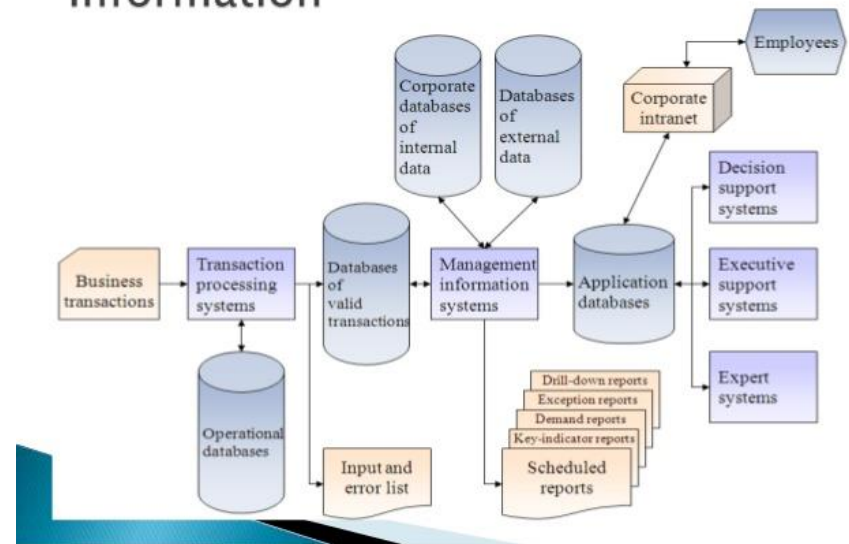 Information
Employees
Corporate
databases
of
internal
data
Databases
of
external
data
Corporate
intranet
Decision
support
systems
Business
transactions
Transaction
processing
systems
Databases
of
valid
transactions
Management
information
systems
Application
databases
Executive
support
systems
Expert
systems
Operational
databases
Input and
error list
Drill-down reports
Exception reports
Demand reports
Key-indicator reports
Scheduled
reports